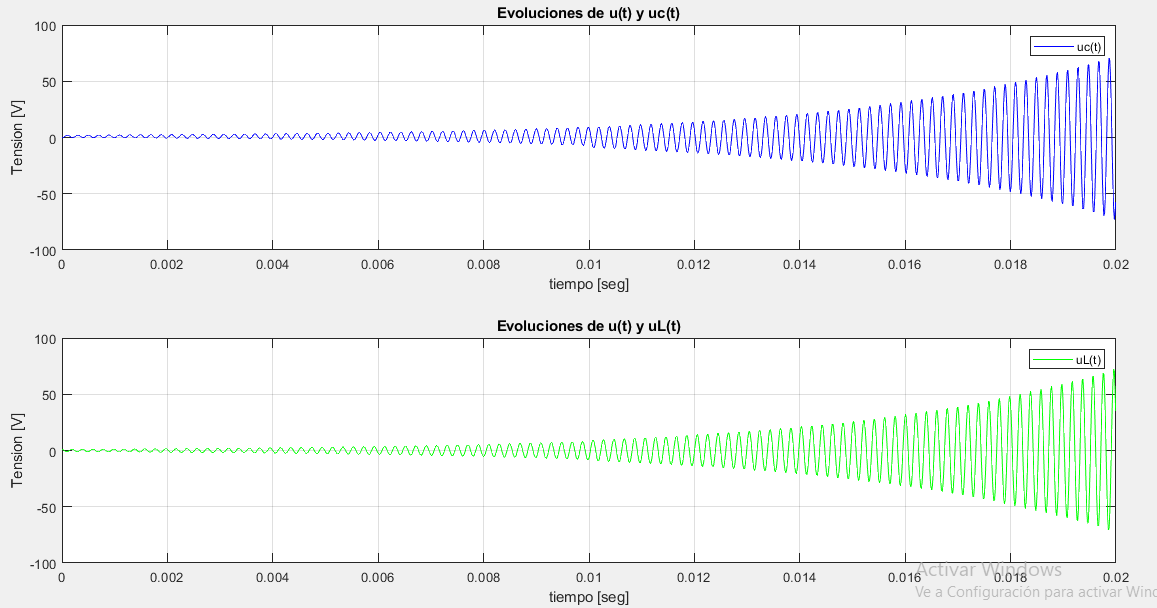 Evoluciones de u(t) y uc(t)
100
50
0
-50
-100
Tension [V]
uc(t)
0 0.002 0.004 0.006 0.008 0.01 0.012 0.014 0.016 0.018 0.02
tiempo [seg]
Evoluciones de u(t) y uL(t)
100
50
0
-50
-100
Tension [V]
uL(t)
0 0.002 0.004 0.006 0.008 0.01 0.012 0.014 0.016 0.018 0.02
tiempo [seg]
Activar Windows
Ve a Configuración para activar Wind